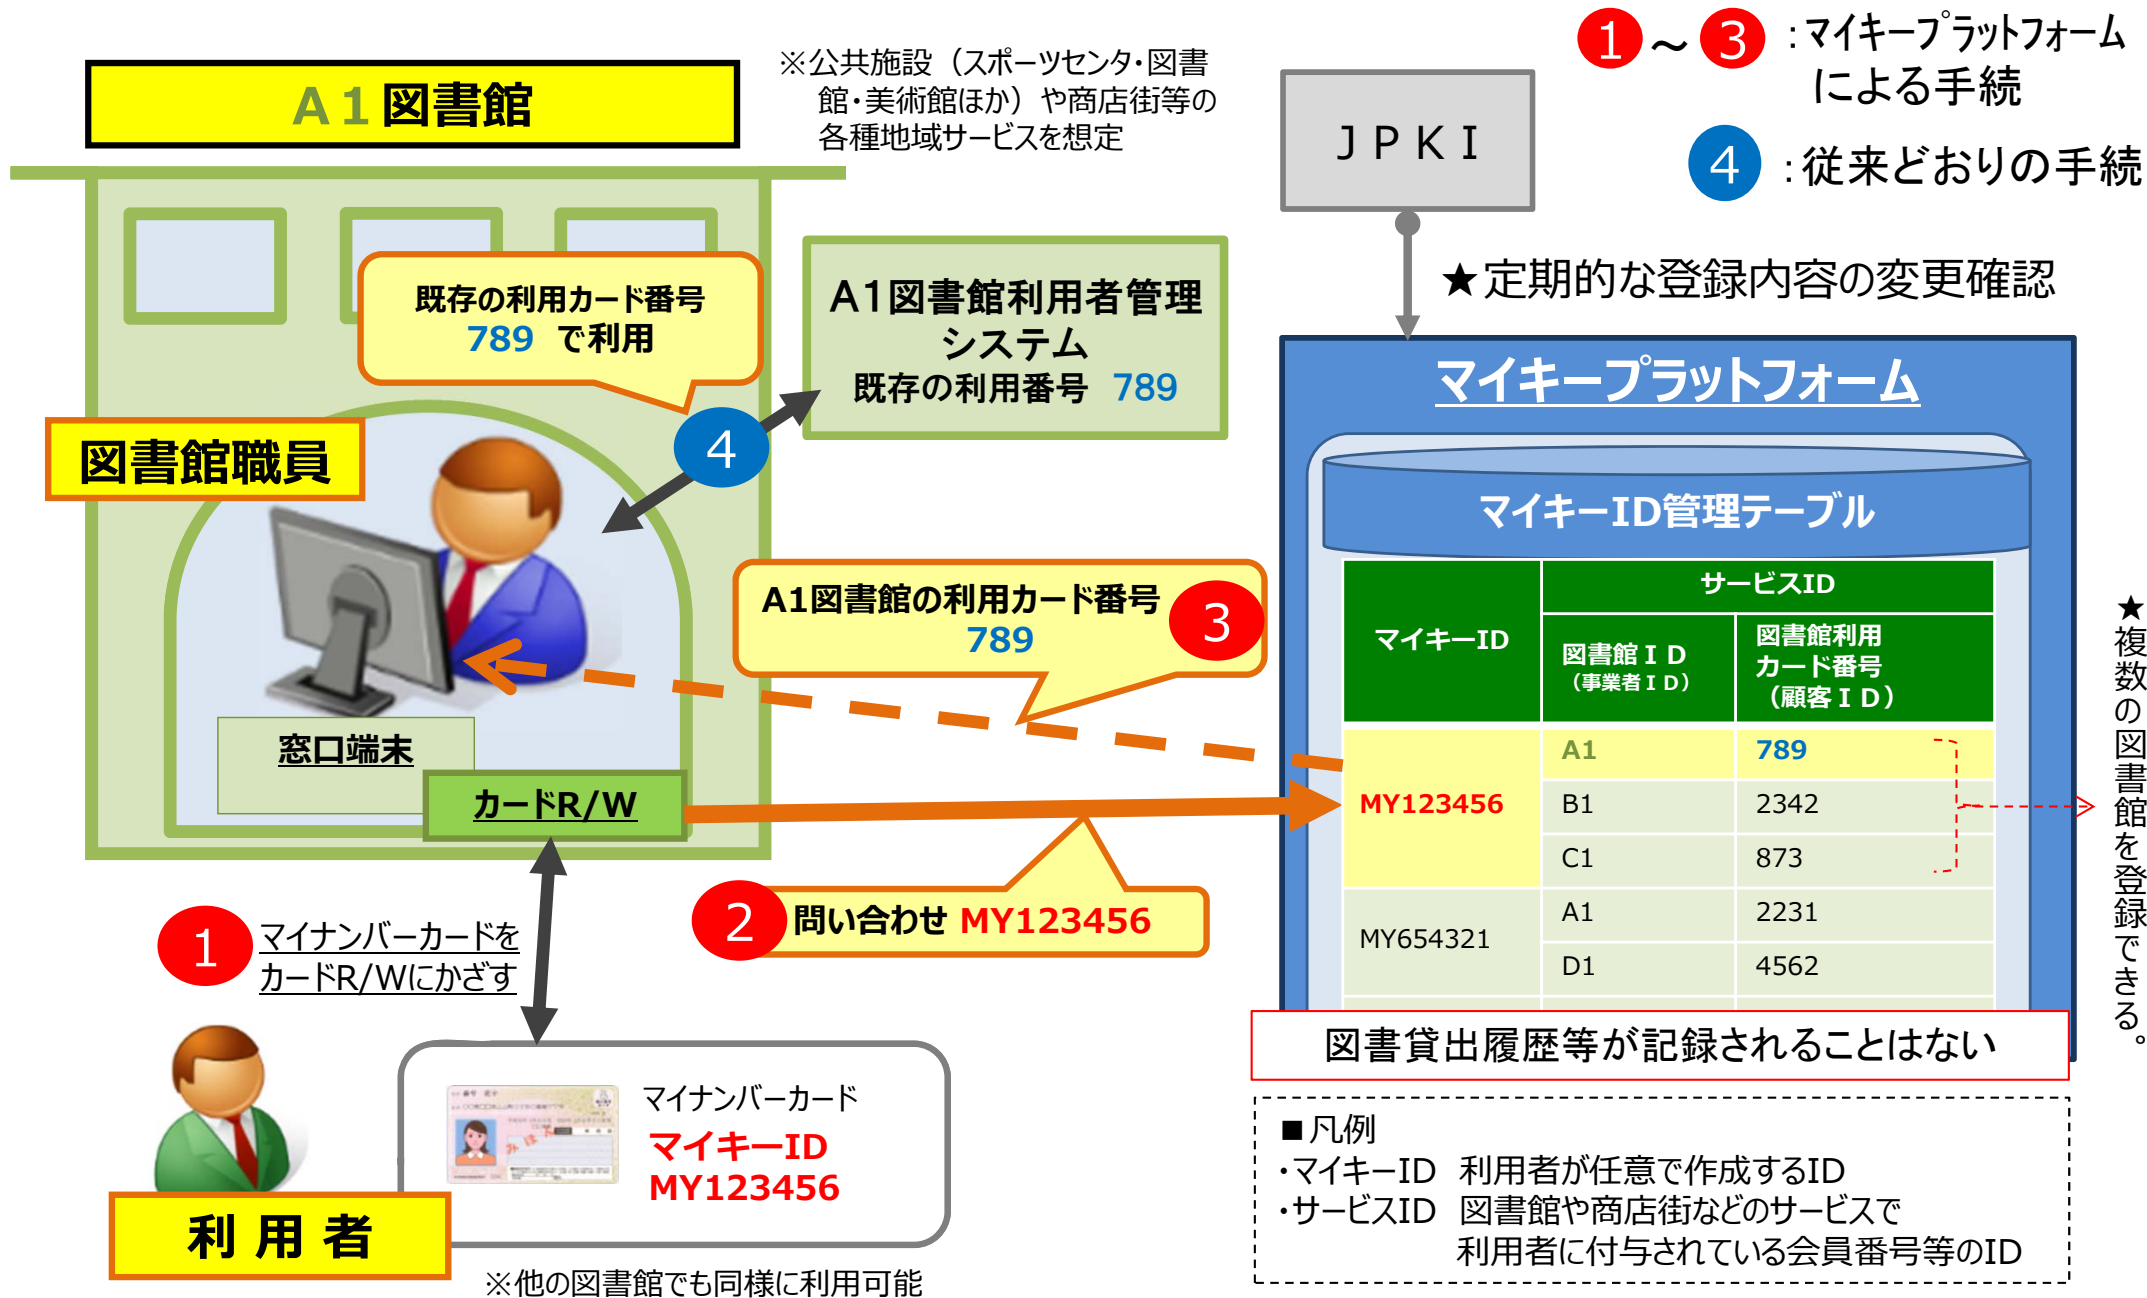 A1図書館
※公共施設（スポーツセンタ・図書
館・美術館ほか）や商店街等の
各種地域サービスを想定
JPKI
1～3：マイキープラットフォーム
による手続
4：従来どおりの手続
★定期的な登録内容の変更確認
既存の利用カード番号
789 で利用
A1図書館利用者管理
システム
既存の利用番号 789
4
図書館職員
マイキープラットフォーム
マイキーID管理テーブル
マイキーID
サービスID
図書館ID
（事業者ID）
図書館利用
カード番号
（顧客ID）
MY123456
A1 789
B1 2342
C1 873
MY654321
A1 2231
D1 4562
★複数の図書館を登録できる。
A1図書館の利用カード番号
789
3
窓口端末
カードR/W
2
問い合わせ MY123456
1
マイナンバーカードを
カードR/Wにかざす
図書貸出履歴等が記録されることはない
マイナンバーカード
マイキーID
MY123456
利用者
※他の図書館でも同様に利用可能
■凡例
・マイキーID 利用者が任意で作成するID
・サービスID 図書館や商店街などのサービスで
利用者に付与されている会員番号等のID